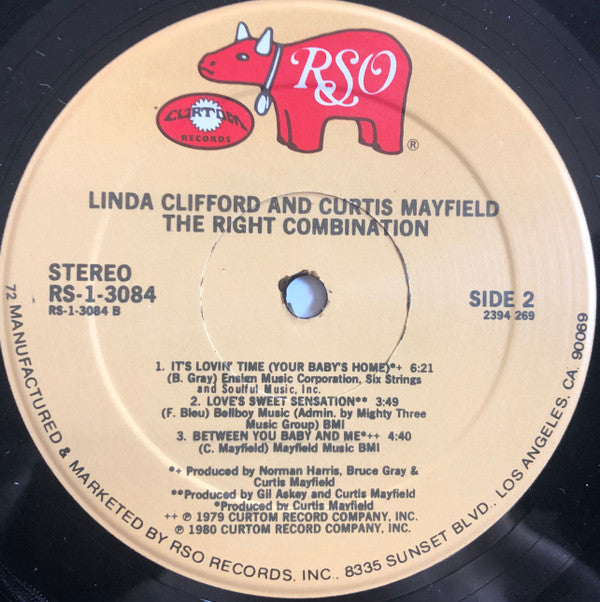 RSO
®
CURTOM
RECORDS
LINDA CLIFFORD AND CURTIS MAYFIELD
THE RIGHT COMBINATION
STEREO
RS-1-3084
RS-1-3084 B
SIDE 2
2394 269
1. IT'S LOVIN' TIME (YOUR BABY'S HOME)*+ 6:21
(B. Gray) Ensign Music Corporation, Six Strings
and Soulful Music, Inc.
2. LOVE'S SWEET SENSATION** 3:49
(F. Bleu) Bellboy Music (Admin. by Mighty Three
Music Group) BMI
3. BETWEEN YOU BABY AND ME*++ 4:40
(C. Mayfield) Mayfield Music BMI
*+ Produced by Norman Harris, Bruce Gray &
Curtis Mayfield
**Produced by Gil Askey and Curtis Mayfield
*Produced by Curtis Mayfield
++ ℗ 1979 CURTOM RECORD COMPANY, INC.
℗ 1980 CURTOM RECORD COMPANY, INC.
72 MANUFACTURED & MARKETED BY RSO RECORDS, INC., 8335 SUNSET BLVD., LOS ANGELES, CA. 90069